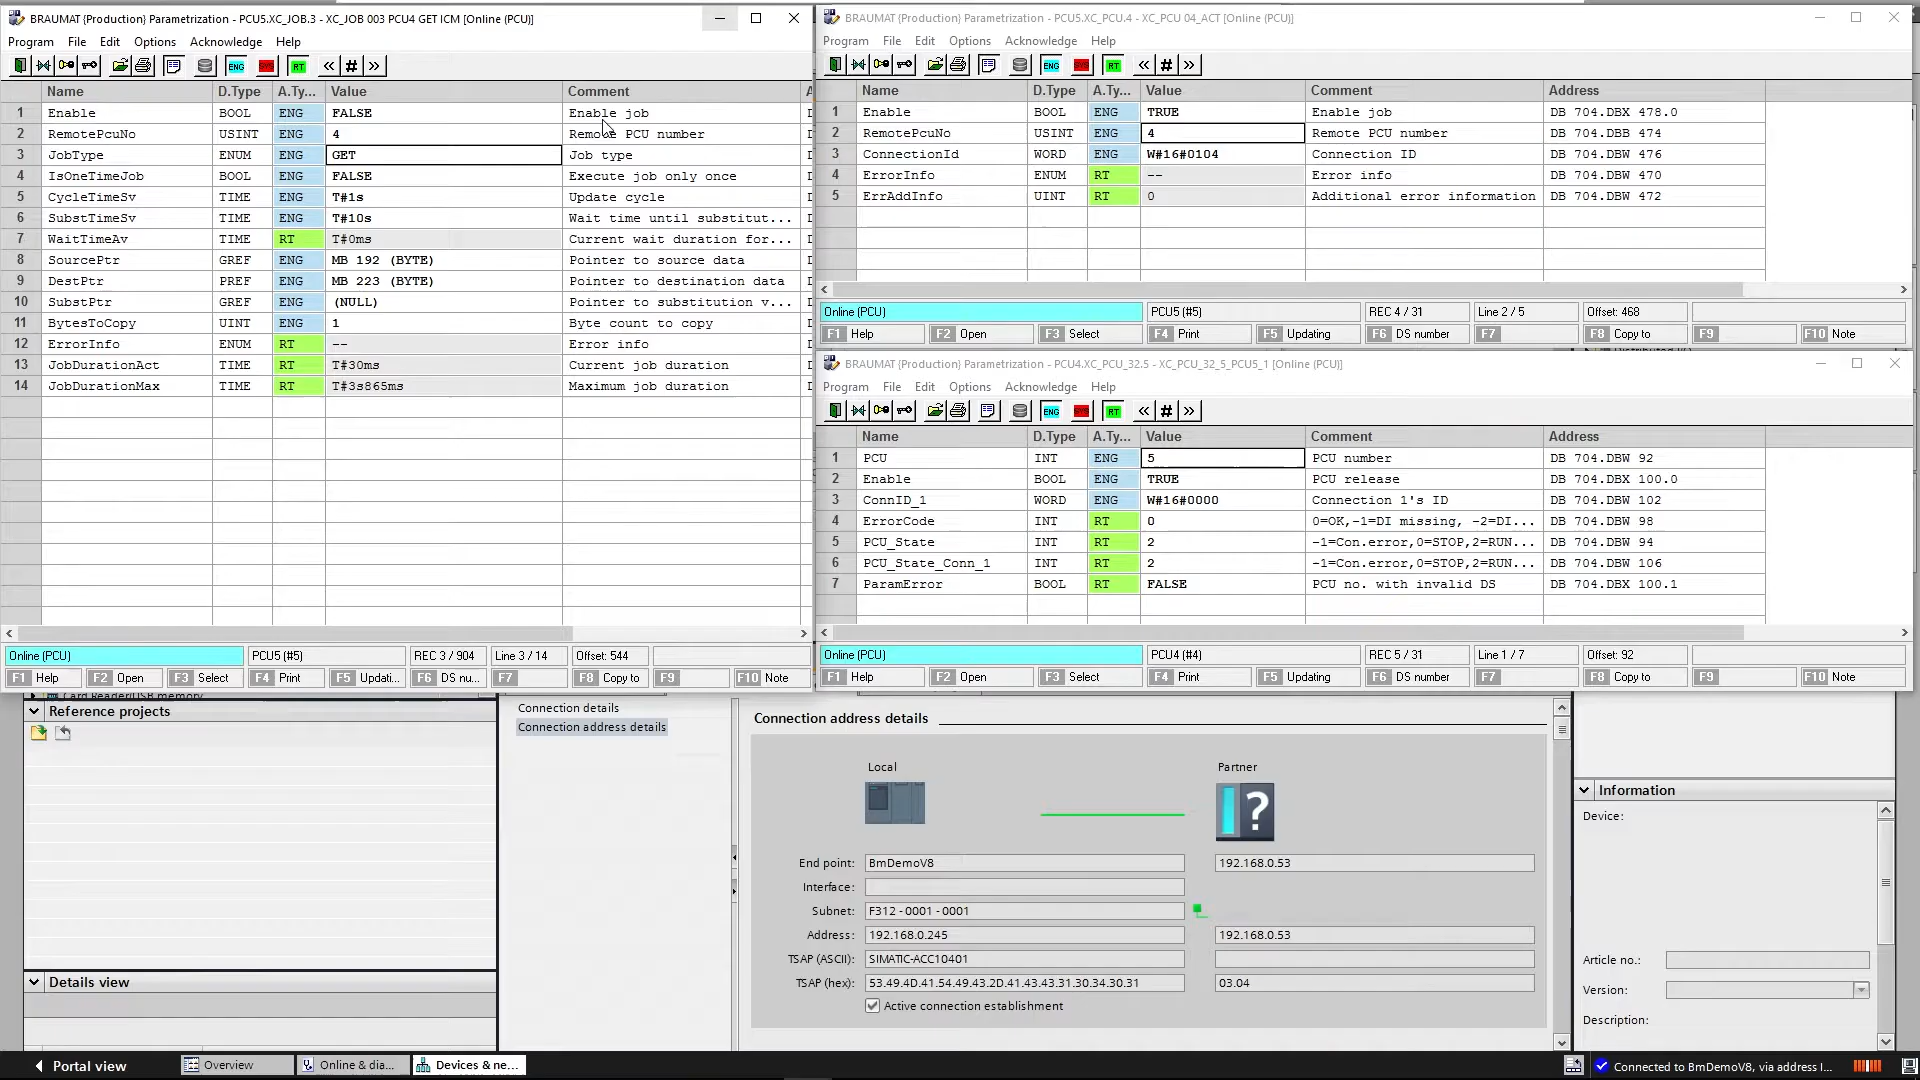 BRAUMAT {Production} Parametrization - PCU5.XC_JOB.3 - XC_JOB 003 PCU4 GET ICM [Online (PCU)]
Program File Edit Options Acknowledge Help
ENG SYS RT << # >>
Name D.Type A.Ty... Value Comment
1 Enable BOOL ENG FALSE Enable job
2 RemotePcuNo USINT ENG 4 Remote PCU number
3 JobType ENUM ENG GET Job type
4 IsOneTimeJob BOOL ENG FALSE Execute job only once
5 CycleTimeSv TIME ENG T#1s Update cycle
6 SubstTimeSv TIME ENG T#10s Wait time until substitut...
7 WaitTimeAv TIME RT T#0ms Current wait duration for...
8 SourcePtr GREF ENG MB 192 (BYTE) Pointer to source data
9 DestPtr PREF ENG MB 223 (BYTE) Pointer to destination data
10 SubstPtr GREF ENG (NULL) Pointer to substitution v...
11 BytesToCopy UINT ENG 1 Byte count to copy
12 ErrorInfo ENUM RT -- Error info
13 JobDurationAct TIME RT T#30ms Current job duration
14 JobDurationMax TIME RT T#3s865ms Maximum job duration
Online (PCU) PCU5 (#5) REC 3 / 904 Line 3 / 14 Offset: 544
F1 Help F2 Open F3 Select F4 Print F5 Updati... F6 DS nu... F7 F8 Copy to F9 F10 Note
BRAUMAT {Production} Parametrization - PCU5.XC_PCU.4 - XC_PCU 04_ACT [Online (PCU)]
Program File Edit Options Acknowledge Help
ENG SYS RT << # >>
Name D.Type A.Ty... Value Comment Address
1 Enable BOOL ENG TRUE Enable job DB 704.DBX 478.0
2 RemotePcuNo USINT ENG 4 Remote PCU number DB 704.DBB 474
3 ConnectionId WORD ENG W#16#0104 Connection ID DB 704.DBW 476
4 ErrorInfo ENUM RT -- Error info DB 704.DBW 470
5 ErrAddInfo UINT RT 0 Additional error information DB 704.DBW 472
Online (PCU) PCU5 (#5) REC 4 / 31 Line 2 / 5 Offset: 468
F1 Help F2 Open F3 Select F4 Print F5 Updating F6 DS number F7 F8 Copy to F9 F10 Note
BRAUMAT {Production} Parametrization - PCU4.XC_PCU_32.5 - XC_PCU_32_5_PCU5_1 [Online (PCU)]
Program File Edit Options Acknowledge Help
ENG SYS RT << # >>
Name D.Type A.Ty... Value Comment Address
1 PCU INT ENG 5 PCU number DB 704.DBW 92
2 Enable BOOL ENG TRUE PCU release DB 704.DBX 100.0
3 ConnID_1 WORD ENG W#16#0000 Connection 1's ID DB 704.DBW 102
4 ErrorCode INT RT 0 0=OK,-1=DI missing, -2=DI... DB 704.DBW 98
5 PCU_State INT RT 2 -1=Con.error,0=STOP,2=RUN... DB 704.DBW 94
6 PCU_State_Conn_1 INT RT 2 -1=Con.error,0=STOP,2=RUN... DB 704.DBW 106
7 ParamError BOOL RT FALSE PCU no. with invalid DS DB 704.DBX 100.1
Online (PCU) PCU4 (#4) REC 5 / 31 Line 1 / 7 Offset: 92
F1 Help F2 Open F3 Select F4 Print F5 Updating F6 DS number F7 F8 Copy to F9 F10 Note
Card Reader/USB memory
Reference projects
Details view
Connection details
Connection address details
Connection address details
Local Partner
?
End point: BmDemoV8 192.168.0.53
Interface:
Subnet: F312 - 0001 - 0001
Address: 192.168.0.245 192.168.0.53
TSAP (ASCII): SIMATIC-ACC10401
TSAP (hex): 53.49.4D.41.54.49.43.2D.41.43.43.31.30.34.30.31 03.04
Active connection establishment
Information
Device:
Article no.:
Version:
Description:
Portal view Overview Online & dia... Devices & ne... Connected to BmDemoV8, via address I...